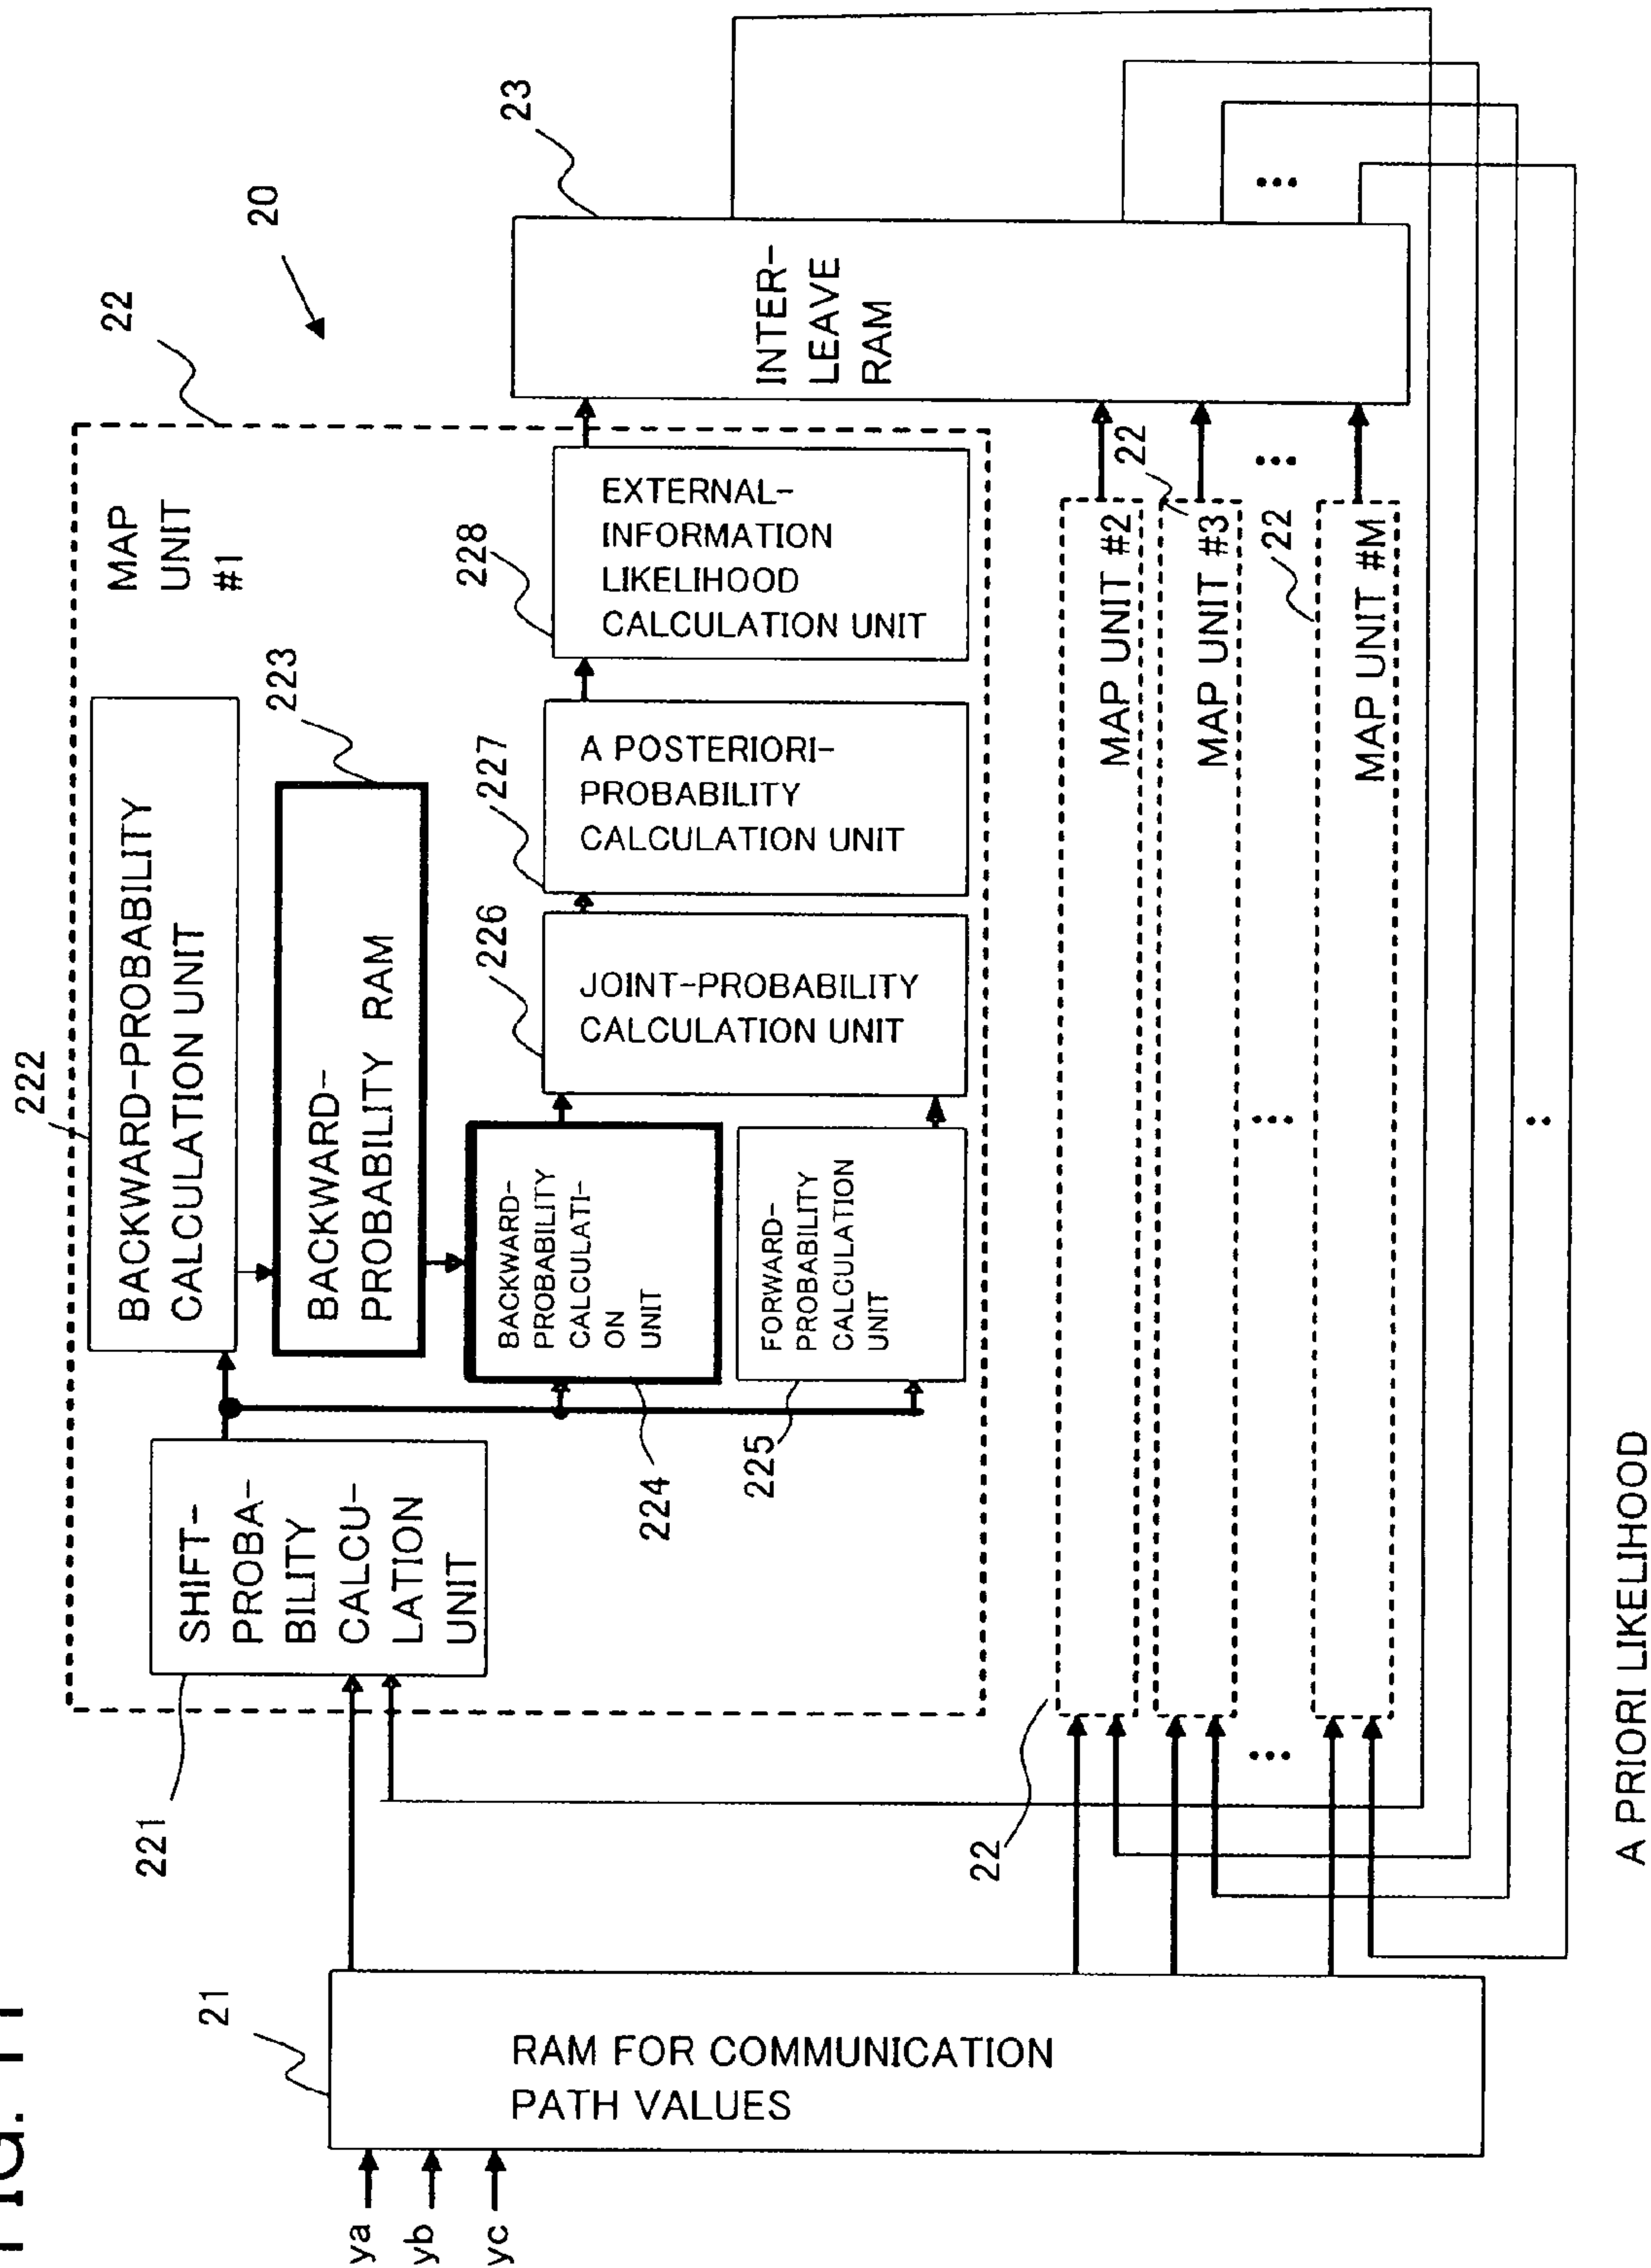 FIG. 11
20
ya
yb
yc
21
RAM FOR COMMUNICATION
PATH VALUES
22
MAP
UNIT
#1
221
SHIFT-
PROBA-
BILITY
CALCU-
LATION
UNIT
222
BACKWARD-PROBABILITY
CALCULATION UNIT
223
BACKWARD-
PROBABILITY RAM
224
BACKWARD-
PROBABILITY
CALCULATI-
ON
UNIT
225
FORWARD-
PROBABILITY
CALCULATION
UNIT
226
JOINT-PROBABILITY
CALCULATION UNIT
227
A POSTERIORI-
PROBABILITY
CALCULATION UNIT
228
EXTERNAL-
INFORMATION
LIKELIHOOD
CALCULATION UNIT
23
INTER-
LEAVE
RAM
22
MAP UNIT #2
22
MAP UNIT #3
22
MAP UNIT #M
A PRIORI LIKELIHOOD